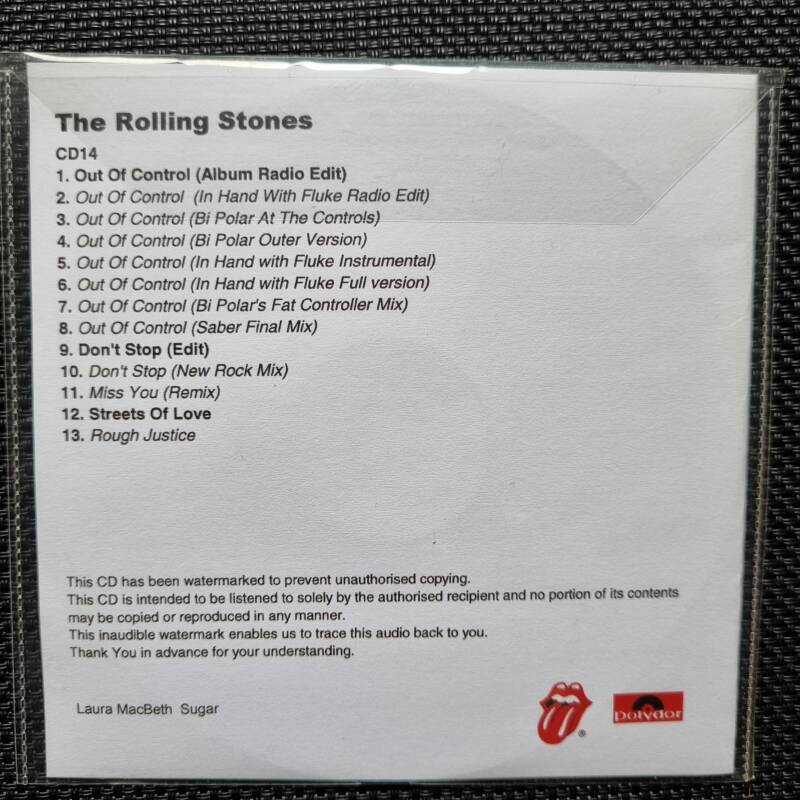 The Rolling Stones
CD14
1. Out Of Control (Album Radio Edit)
2. Out Of Control (In Hand With Fluke Radio Edit)
3. Out Of Control (Bi Polar At The Controls)
4. Out Of Control (Bi Polar Outer Version)
5. Out Of Control (In Hand with Fluke Instrumental)
6. Out Of Control (In Hand with Fluke Full version)
7. Out Of Control (Bi Polar's Fat Controller Mix)
8. Out Of Control (Saber Final Mix)
9. Don't Stop (Edit)
10. Don't Stop (New Rock Mix)
11. Miss You (Remix)
12. Streets Of Love
13. Rough Justice
This CD has been watermarked to prevent unauthorised copying.
This CD is intended to be listened to solely by the authorised recipient and no portion of its contents
may be copied or reproduced in any manner.
This inaudible watermark enables us to trace this audio back to you.
Thank You in advance for your understanding.
Laura MacBeth Sugar
®
Polydor